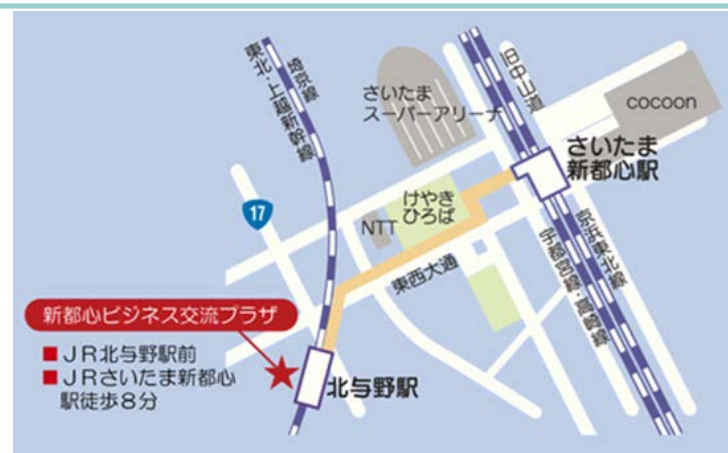 埼京線
東北・上越新幹線
さいたま
スーパーアリーナ
旧中山道
cocoon
さいたま
新都心駅
けやき
ひろば
NTT
17
東西大通
京浜東北線
宇都宮線・高崎線
新都心ビジネス交流プラザ
■ＪＲ北与野駅前
■ＪＲさいたま新都心
駅徒歩８分
北与野駅